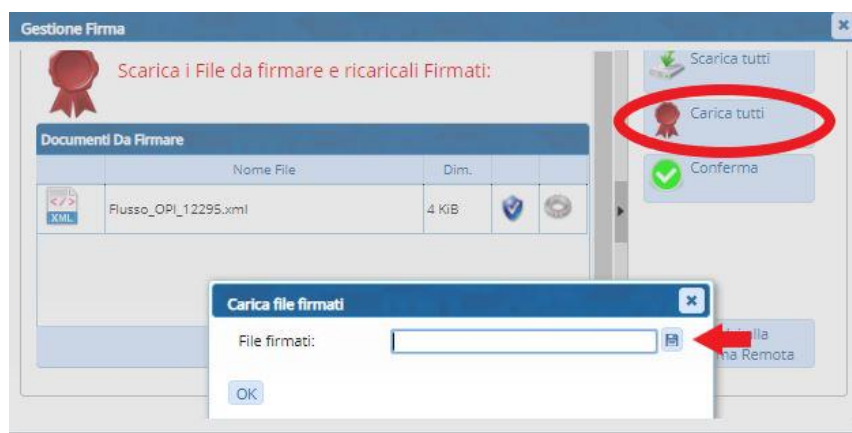 Gestione Firma
Scarica i File da firmare e ricaricali Firmati:
Scarica tutti
Carica tutti
Conferma
Documenti Da Firmare
Nome File
Dim.
XML
Flusso_OPI_12295.xml
4 KiB
Carica file firmati
File firmati:
OK
Remota